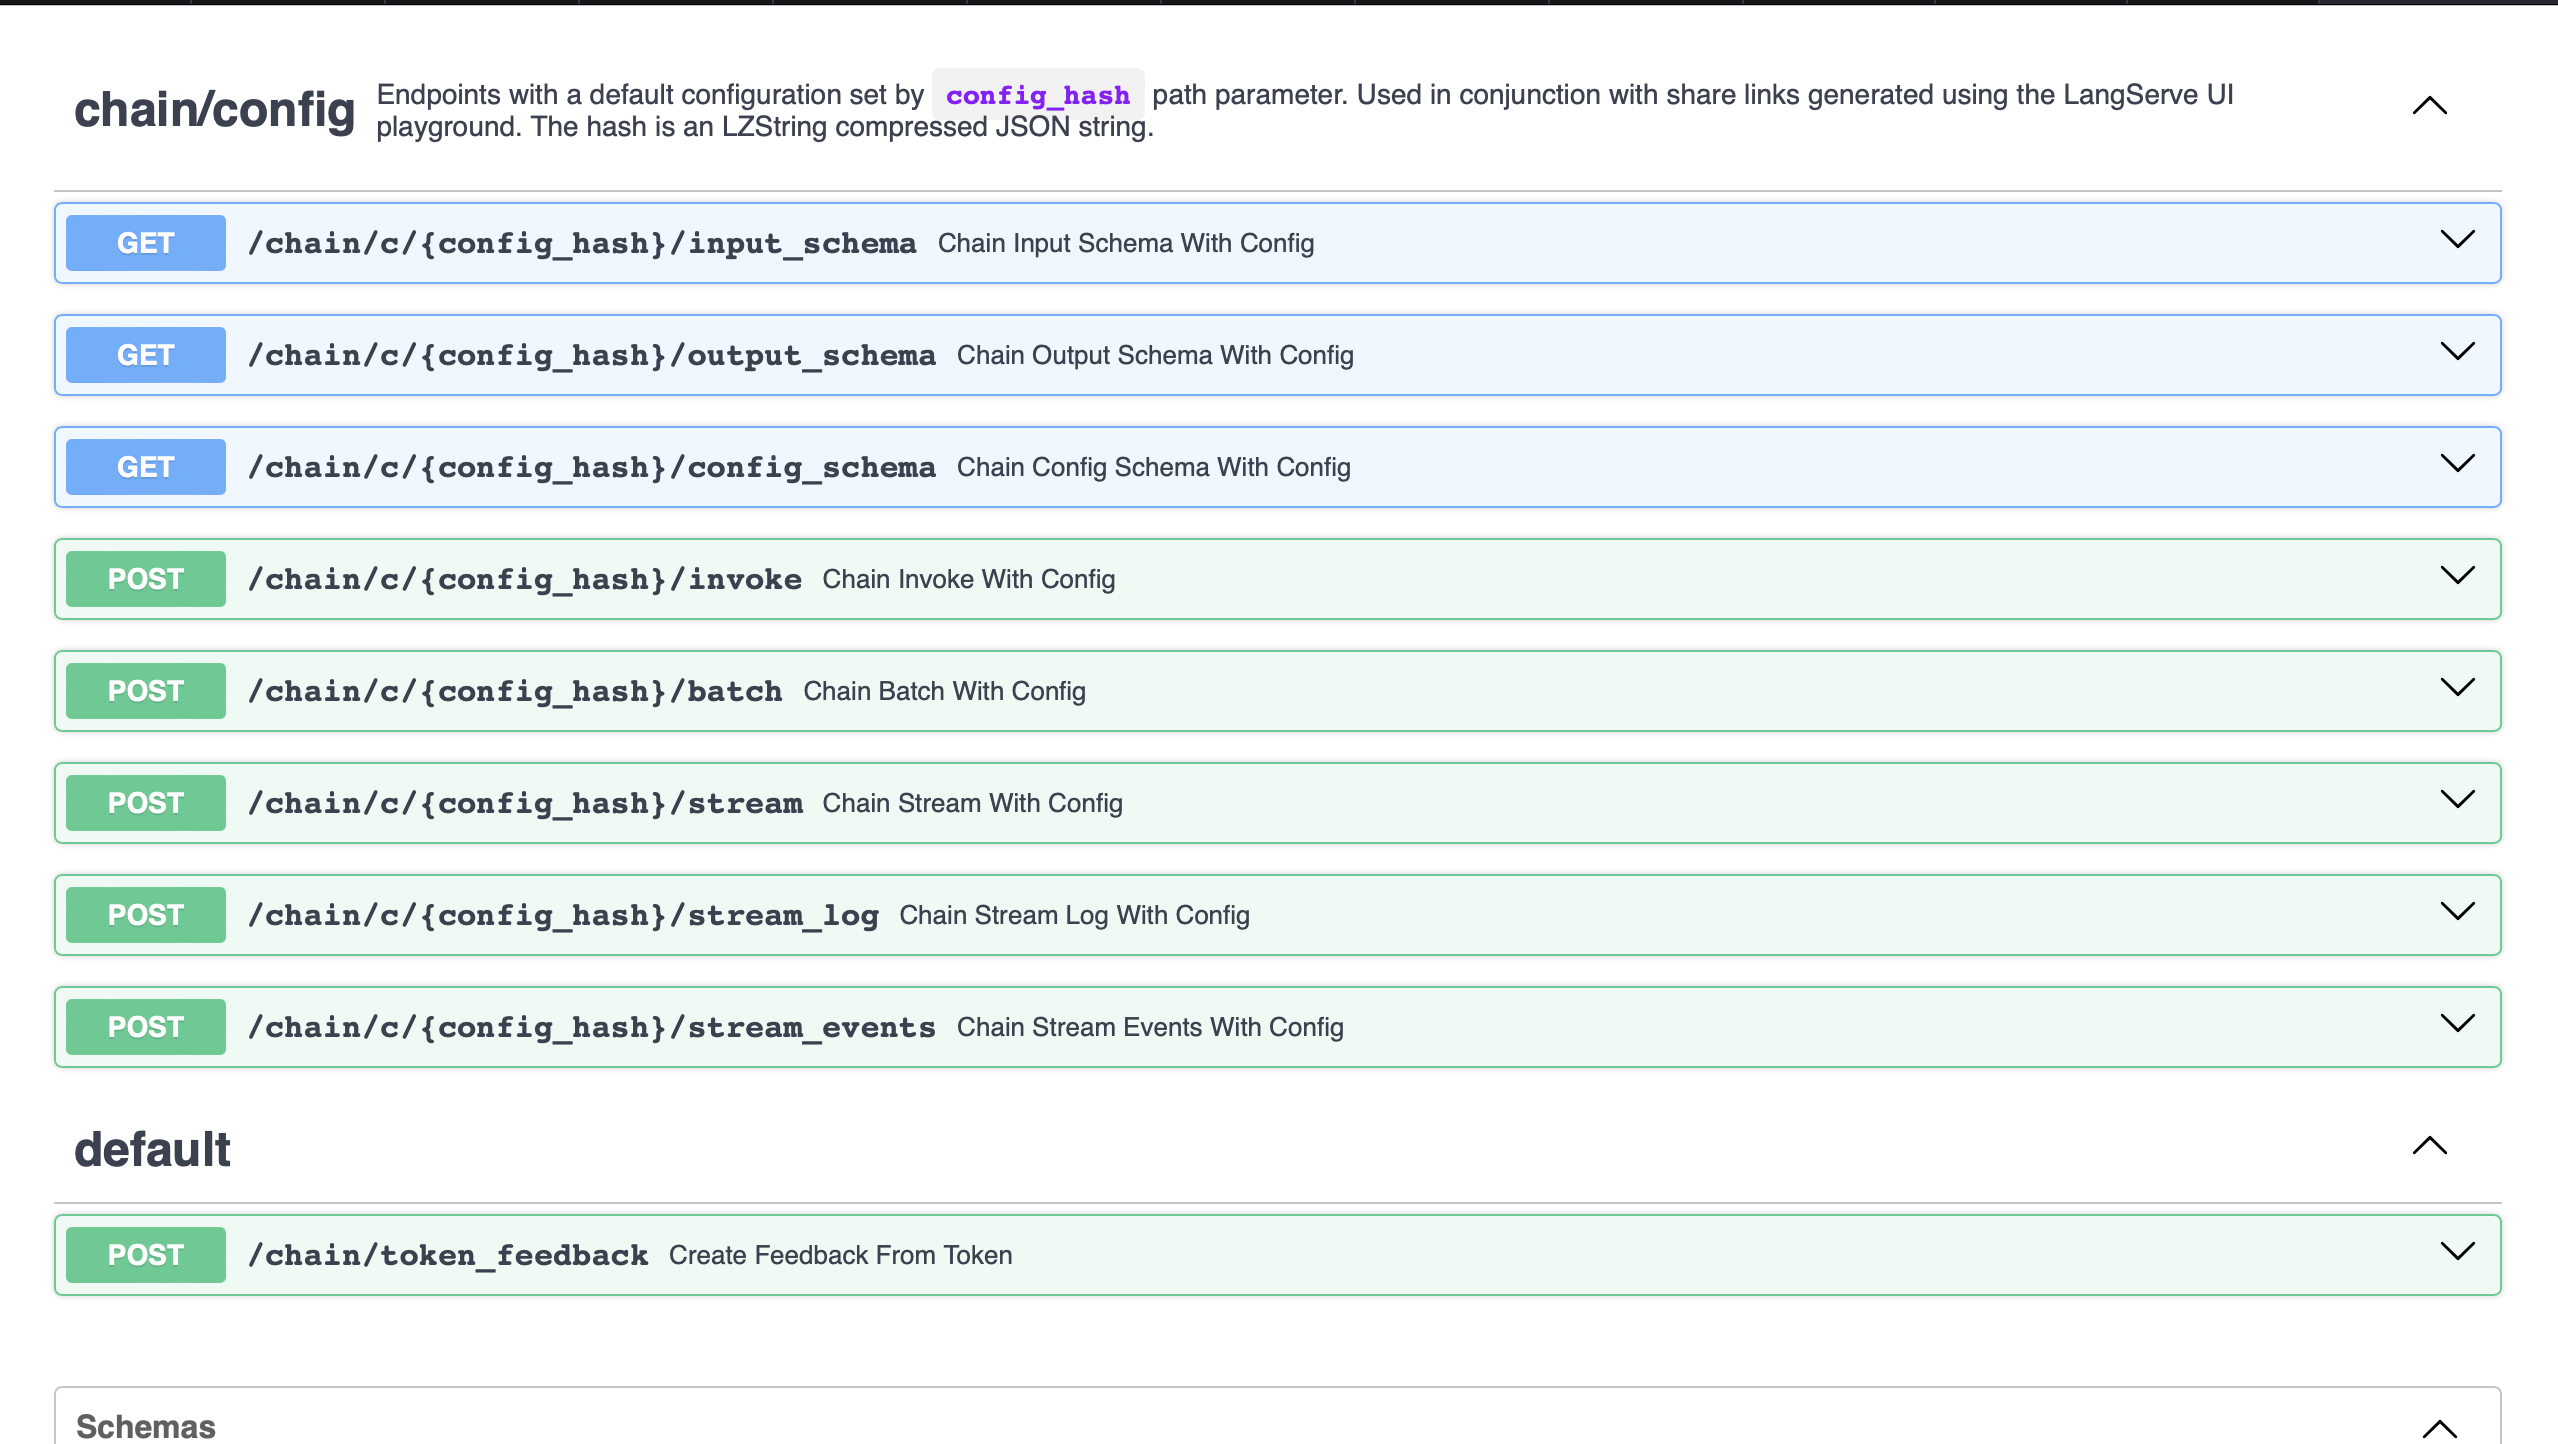 chain/config Endpoints with a default configuration set by config_hash path parameter. Used in conjunction with share links generated using the LangServe UI
playground. The hash is an LZString compressed JSON string.
GET /chain/c/{config_hash}/input_schema Chain Input Schema With Config
GET /chain/c/{config_hash}/output_schema Chain Output Schema With Config
GET /chain/c/{config_hash}/config_schema Chain Config Schema With Config
POST /chain/c/{config_hash}/invoke Chain Invoke With Config
POST /chain/c/{config_hash}/batch Chain Batch With Config
POST /chain/c/{config_hash}/stream Chain Stream With Config
POST /chain/c/{config_hash}/stream_log Chain Stream Log With Config
POST /chain/c/{config_hash}/stream_events Chain Stream Events With Config
default
POST /chain/token_feedback Create Feedback From Token
Schemas